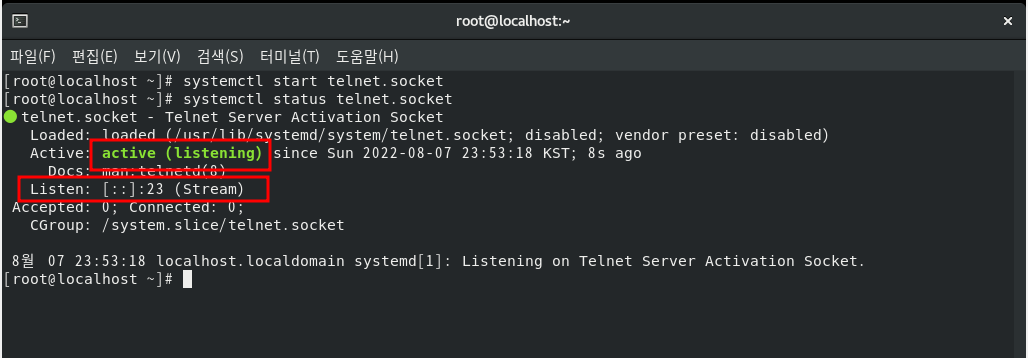 root@localhost:~
파일(F) 편집(E) 보기(V) 검색(S) 터미널(T) 도움말(H)
[root@localhost ~]# systemctl start telnet.socket
[root@localhost ~]# systemctl status telnet.socket
● telnet.socket - Telnet Server Activation Socket
Loaded: loaded (/usr/lib/systemd/system/telnet.socket; disabled; vendor preset: disabled)
Active: active (listening) since Sun 2022-08-07 23:53:18 KST; 8s ago
Docs: man:telnetd(8)
Listen: [::]:23 (Stream)
Accepted: 0; Connected: 0;
CGroup: /system.slice/telnet.socket
8월 07 23:53:18 localhost.localdomain systemd[1]: Listening on Telnet Server Activation Socket.
[root@localhost ~]#